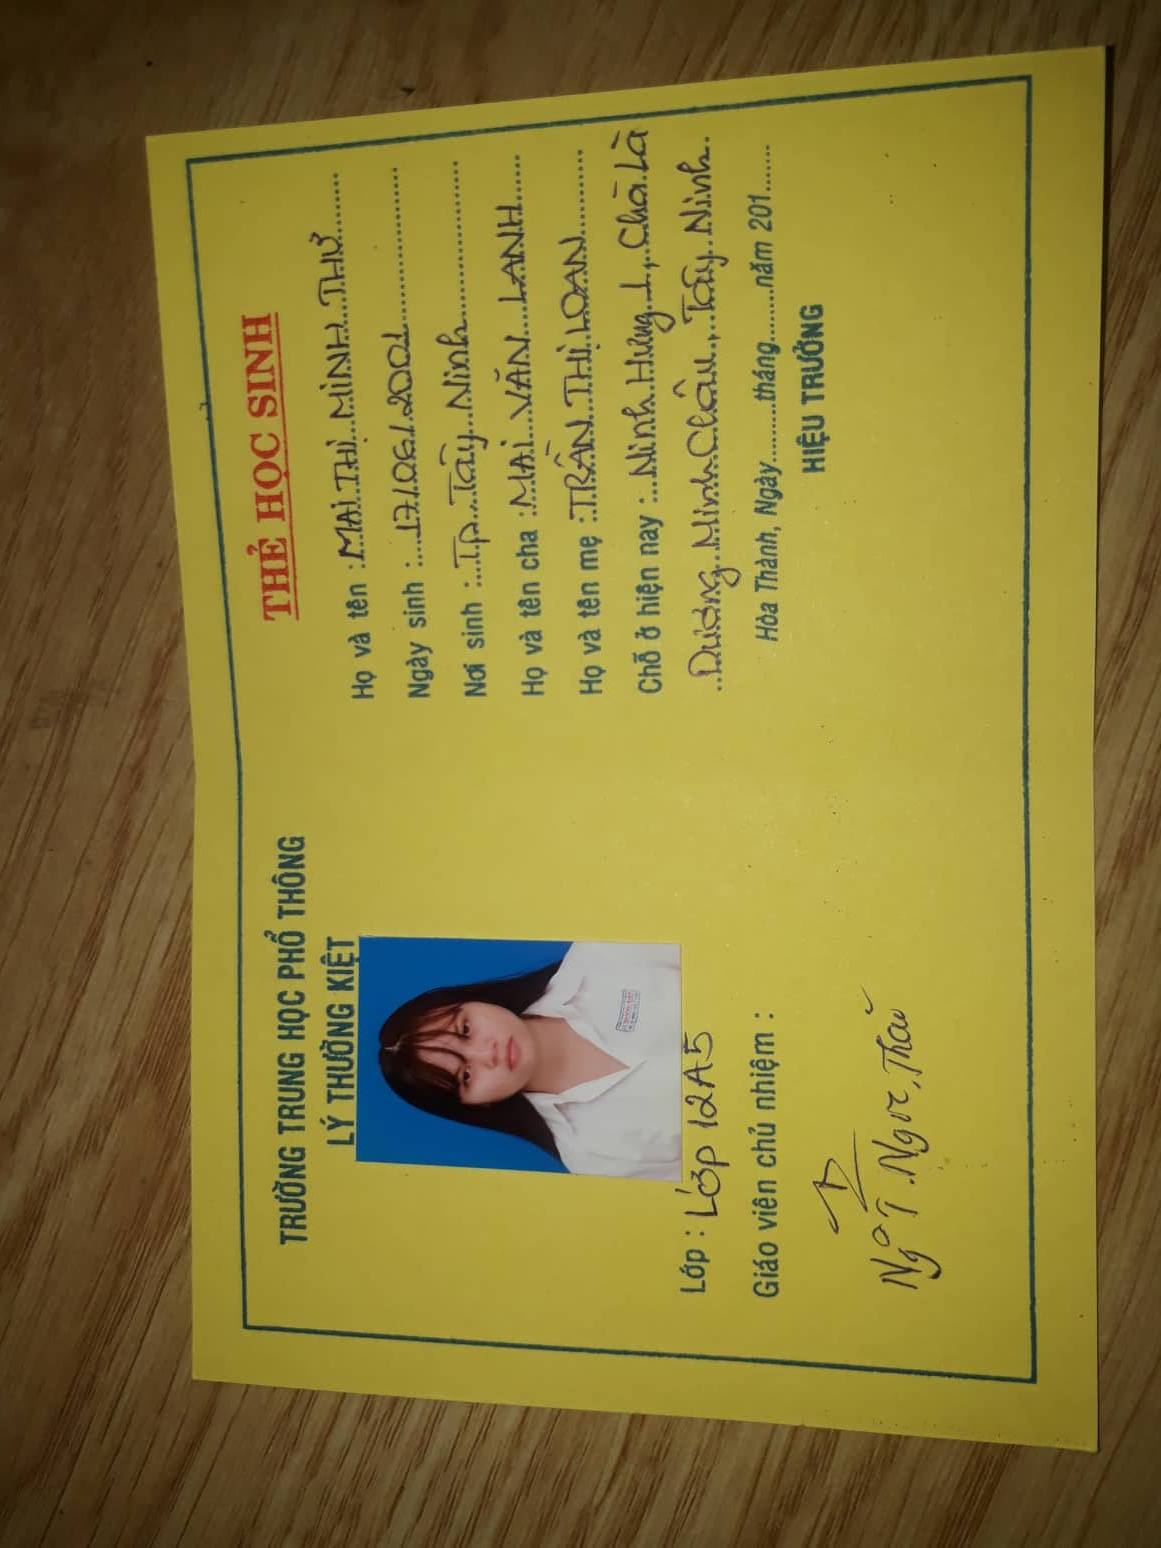 TRƯỜNG TRUNG HỌC PHỔ THÔNG
LÝ THƯỜNG KIỆT
Lớp : LỚP 12A5
Giáo viên chủ nhiệm :
Ngô T. Ngọc Thảo
THẺ HỌC SINH
Họ và tên : MAI THỊ MINH THƯ
Ngày sinh : 17/06/2001
Nơi sinh : Tp Tây Ninh
Họ và tên cha : MAI VĂN LANH
Họ và tên mẹ : TRẦN THỊ LOAN
Chỗ ở hiện nay : Ninh Hưng 1, Chà Là
Dương Minh Châu, Tây Ninh.
Hòa Thành, Ngày.........tháng.........năm 201......
HIỆU TRƯỞNG